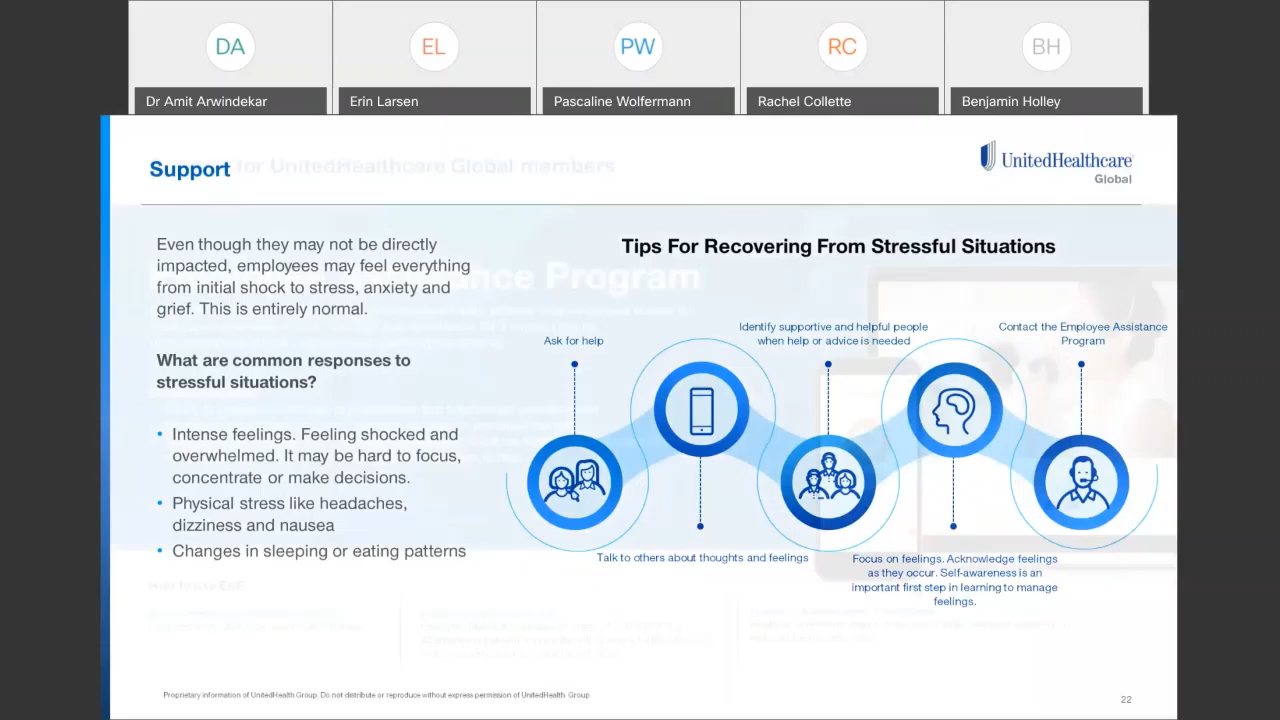 DA
EL
PW
RC
BH
Dr Amit Arwindekar
Erin Larsen
Pascaline Wolfermann
Rachel Collette
Benjamin Holley
Support
for UnitedHealthcare Global members
UnitedHealthcare
Global
Even though they may not be directly
impacted, employees may feel everything
from initial shock to stress, anxiety and
grief. This is entirely normal.
What are common responses to
stressful situations?
• Intense feelings. Feeling shocked and
overwhelmed. It may be hard to focus,
concentrate or make decisions.
• Physical stress like headaches,
dizziness and nausea
• Changes in sleeping or eating patterns
Program
Tips For Recovering From Stressful Situations
Ask for help
Identify supportive and helpful people
when help or advice is needed
Contact the Employee Assistance
Program
Talk to others about thoughts and feelings
Focus on feelings. Acknowledge feelings
as they occur. Self-awareness is an
important first step in learning to manage
feelings.
Proprietary information of UnitedHealth Group. Do not distribute or reproduce without express permission of UnitedHealth Group
22